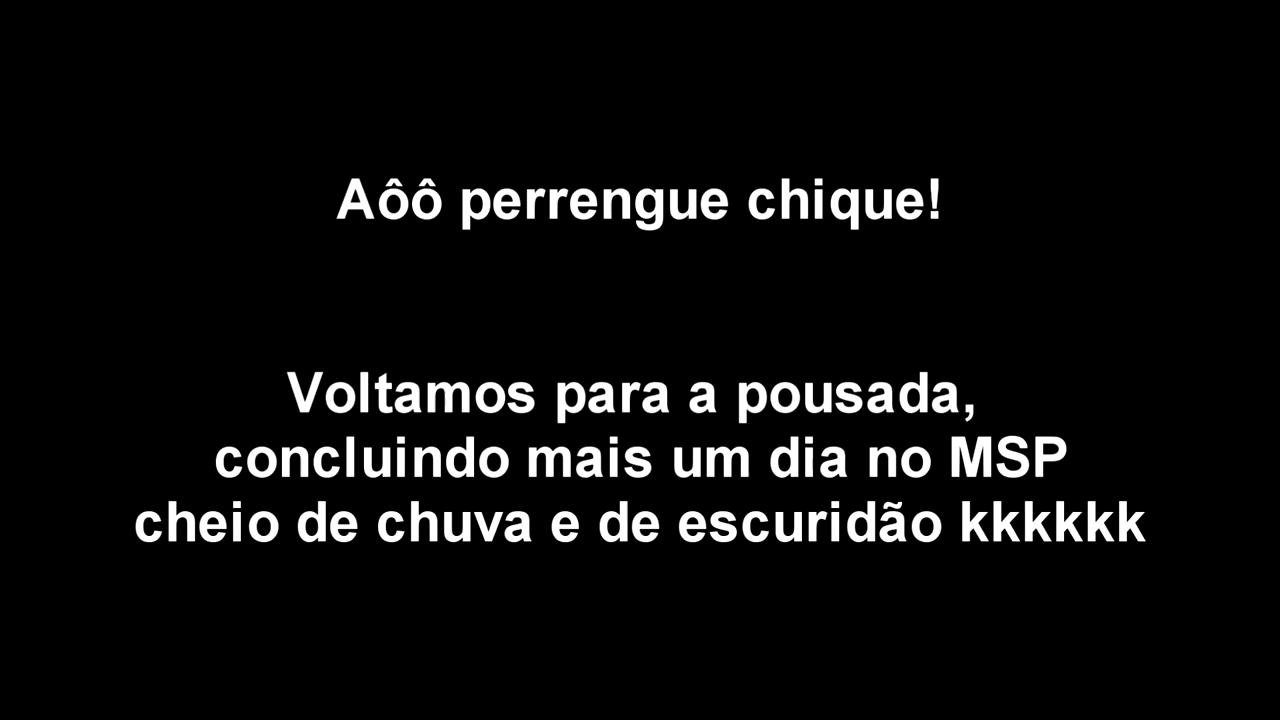 Aôô perrengue chique!
Voltamos para a pousada,
concluindo mais um dia no MSP
cheio de chuva e de escuridão kkkkkk